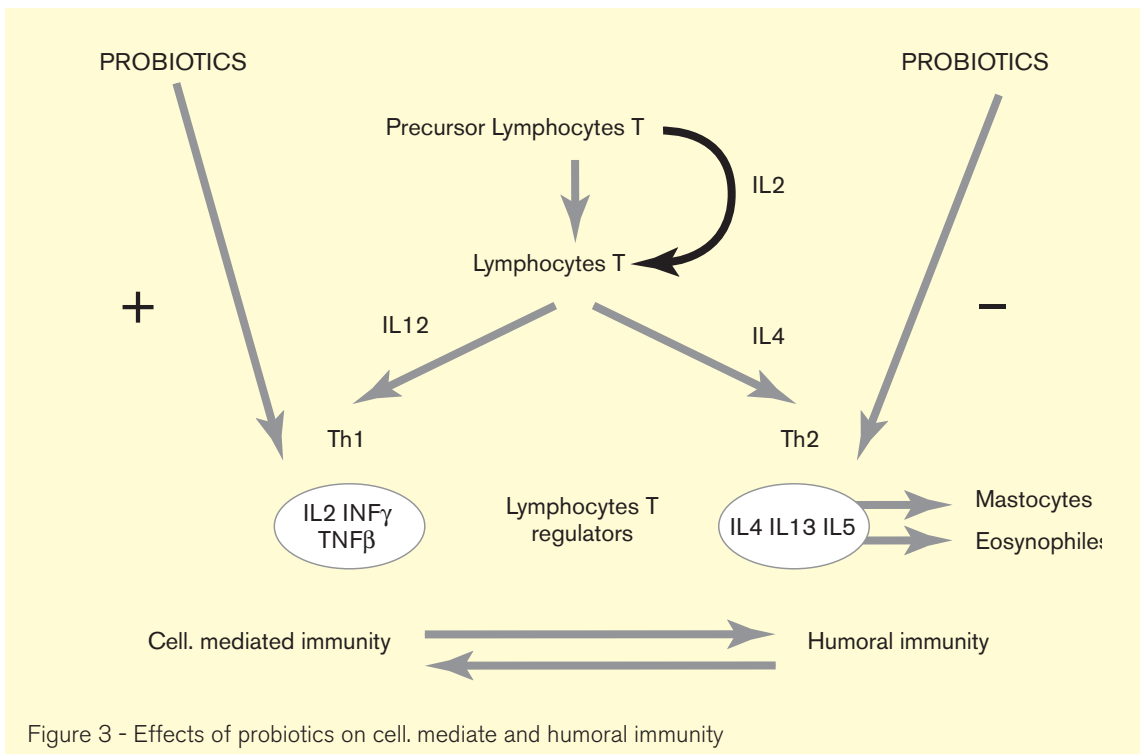 PROBIOTICS
PROBIOTICS
Precursor Lymphocytes T
IL2
Lymphocytes T
+
−
IL12
IL4
Th1
Th2
IL2 INFγ
TNFβ
Lymphocytes T
regulators
IL4 IL13 IL5
Mastocytes
Eosynophiles
Cell. mediated immunity
Humoral immunity
Figure 3 - Effects of probiotics on cell. mediate and humoral immunity